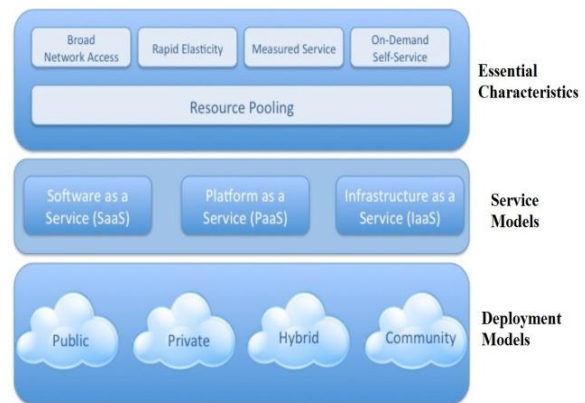 Broad
Network Access
Rapid Elasticity
Measured Service
On-Demand
Self-Service
Resource Pooling
Essential
Characteristics
Software as a
Service (SaaS)
Platform as a
Service (PaaS)
Infrastructure as a
Service (IaaS)
Service
Models
Public
Private
Hybrid
Community
Deployment
Models